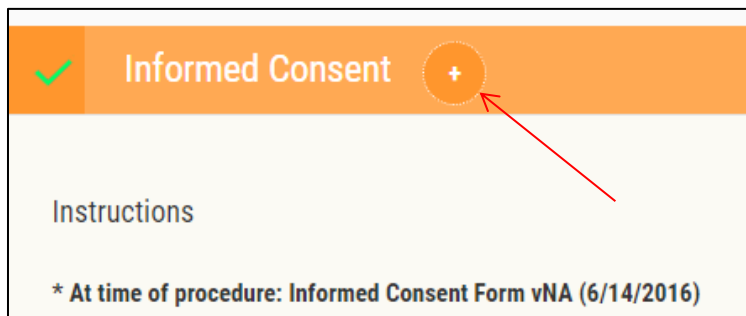 Informed Consent +
Instructions
* At time of procedure: Informed Consent Form vNA (6/14/2016)